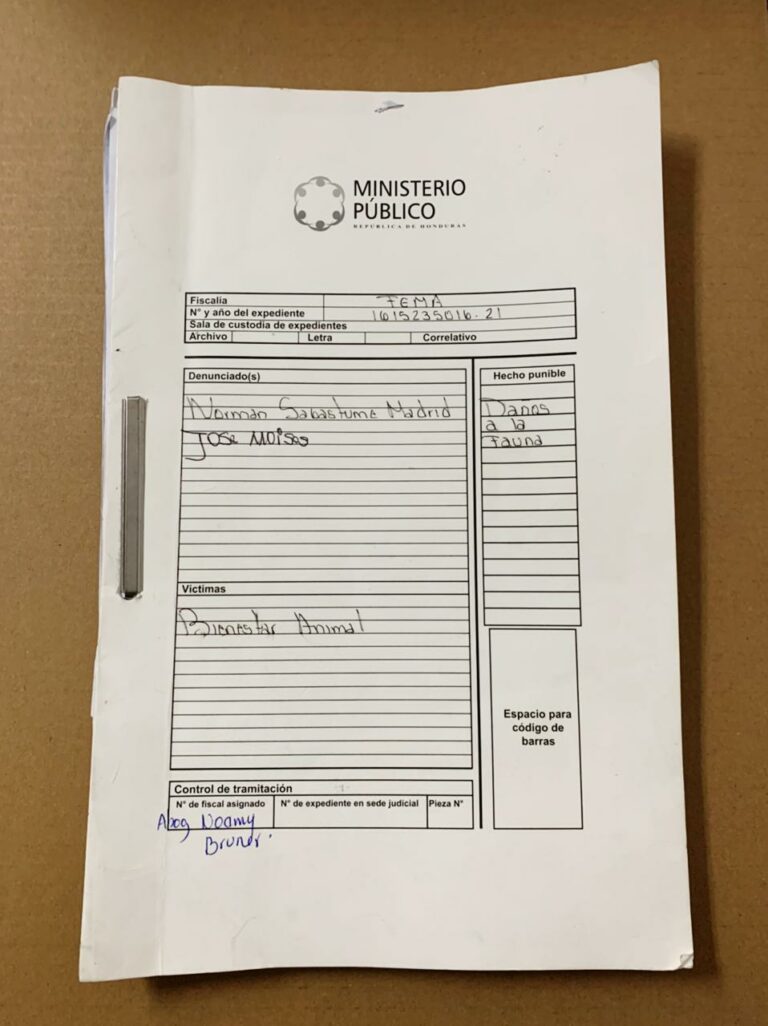 MINISTERIO
PÚBLICO
REPÚBLICA DE HONDURAS
Fiscalía FEMA
N° y año del expediente 1615235016-21
Sala de custodia de expedientes
Archivo Letra Correlativo
Denunciado(s)
Norman Sabastume Madrid
Jose Moises
Hecho punible
Daños
a la
Fauna
Víctimas
Bienestar Animal
Espacio para
código de
barras
Control de tramitación
N° de fiscal asignado N° de expediente en sede judicial Pieza N°
Abog Noamy